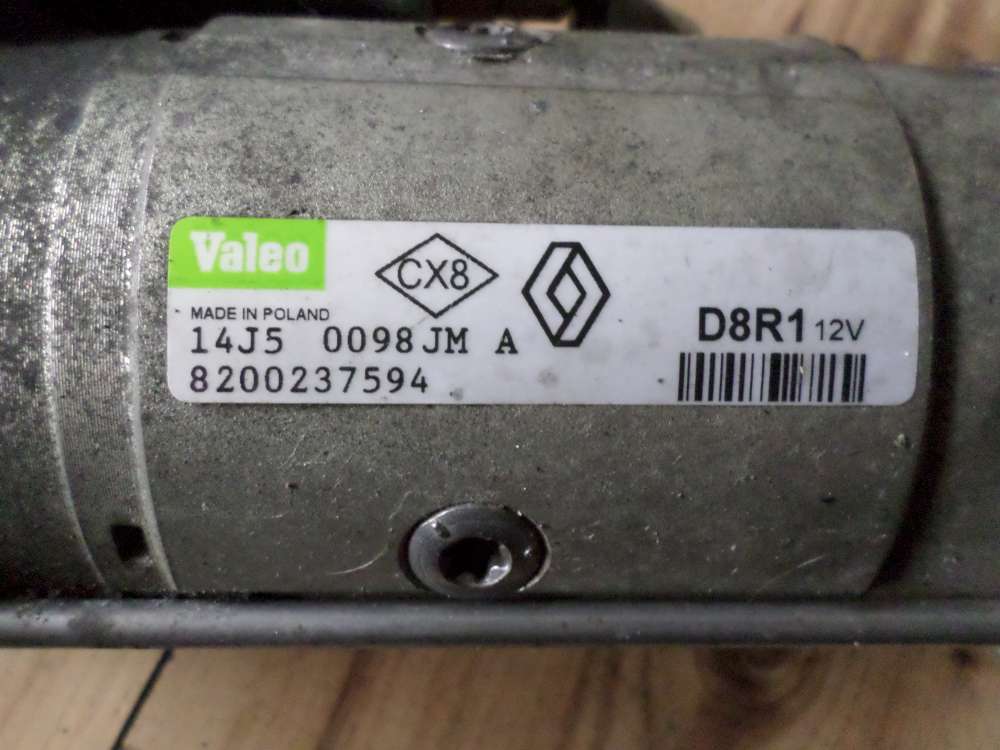 Valeo
CX8
MADE IN POLAND
14J5 0098JM A
8200237594
D8R1 12V